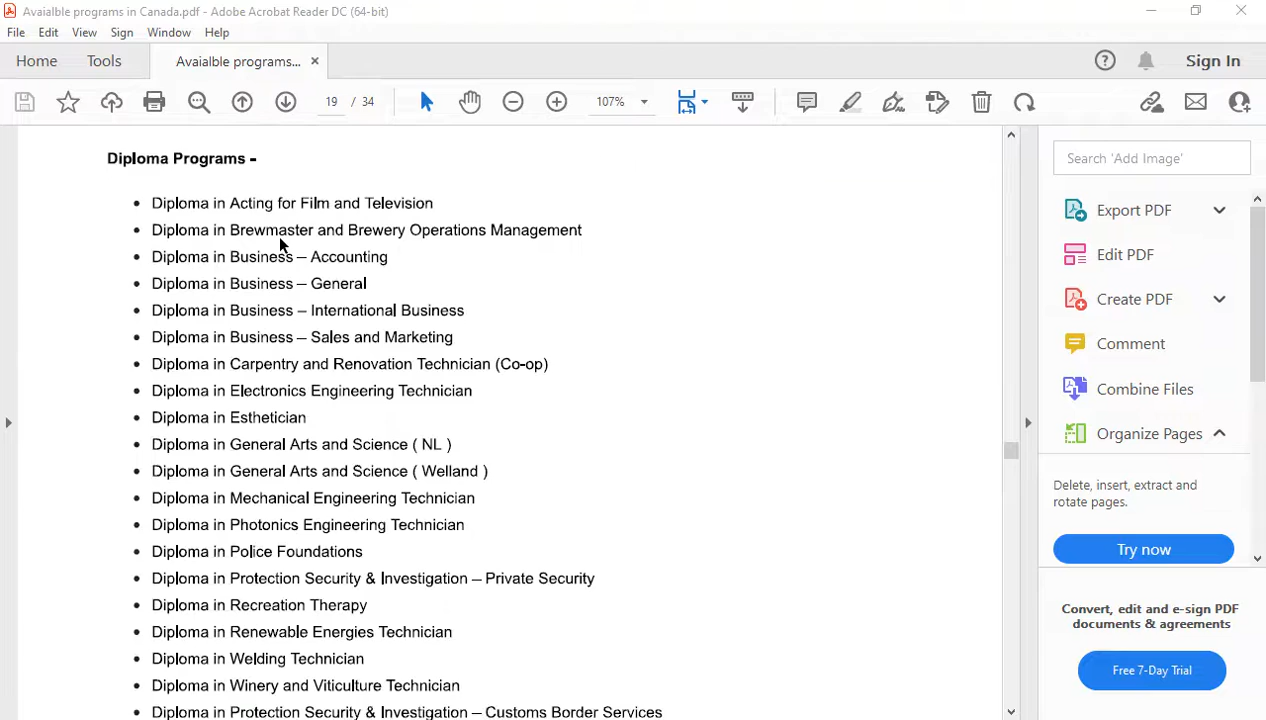 Avaialble programs in Canada.pdf - Adobe Acrobat Reader DC (64-bit)
File Edit View Sign Window Help
Home Tools Avaialble programs... × Sign In
19 / 34 107%
Diploma Programs -
• Diploma in Acting for Film and Television
• Diploma in Brewmaster and Brewery Operations Management
• Diploma in Business – Accounting
• Diploma in Business – General
• Diploma in Business – International Business
• Diploma in Business – Sales and Marketing
• Diploma in Carpentry and Renovation Technician (Co-op)
• Diploma in Electronics Engineering Technician
• Diploma in Esthetician
• Diploma in General Arts and Science ( NL )
• Diploma in General Arts and Science ( Welland )
• Diploma in Mechanical Engineering Technician
• Diploma in Photonics Engineering Technician
• Diploma in Police Foundations
• Diploma in Protection Security & Investigation – Private Security
• Diploma in Recreation Therapy
• Diploma in Renewable Energies Technician
• Diploma in Welding Technician
• Diploma in Winery and Viticulture Technician
• Diploma in Protection Security & Investigation – Customs Border Services
Search 'Add Image'
Export PDF
Edit PDF
Create PDF
Comment
Combine Files
Organize Pages
Delete, insert, extract and
rotate pages.
Try now
Convert, edit and e-sign PDF
documents & agreements
Free 7-Day Trial